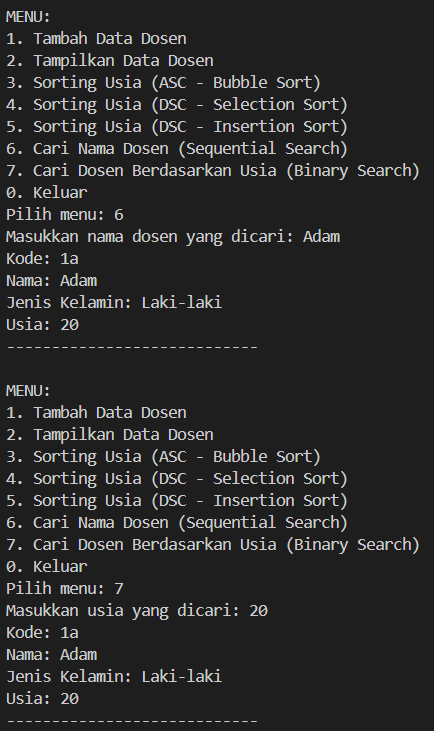 MENU:
1. Tambah Data Dosen
2. Tampilkan Data Dosen
3. Sorting Usia (ASC - Bubble Sort)
4. Sorting Usia (DSC - Selection Sort)
5. Sorting Usia (DSC - Insertion Sort)
6. Cari Nama Dosen (Sequential Search)
7. Cari Dosen Berdasarkan Usia (Binary Search)
0. Keluar
Pilih menu: 6
Masukkan nama dosen yang dicari: Adam
Kode: 1a
Nama: Adam
Jenis Kelamin: Laki-laki
Usia: 20
----------------------------
MENU:
1. Tambah Data Dosen
2. Tampilkan Data Dosen
3. Sorting Usia (ASC - Bubble Sort)
4. Sorting Usia (DSC - Selection Sort)
5. Sorting Usia (DSC - Insertion Sort)
6. Cari Nama Dosen (Sequential Search)
7. Cari Dosen Berdasarkan Usia (Binary Search)
0. Keluar
Pilih menu: 7
Masukkan usia yang dicari: 20
Kode: 1a
Nama: Adam
Jenis Kelamin: Laki-laki
Usia: 20
----------------------------